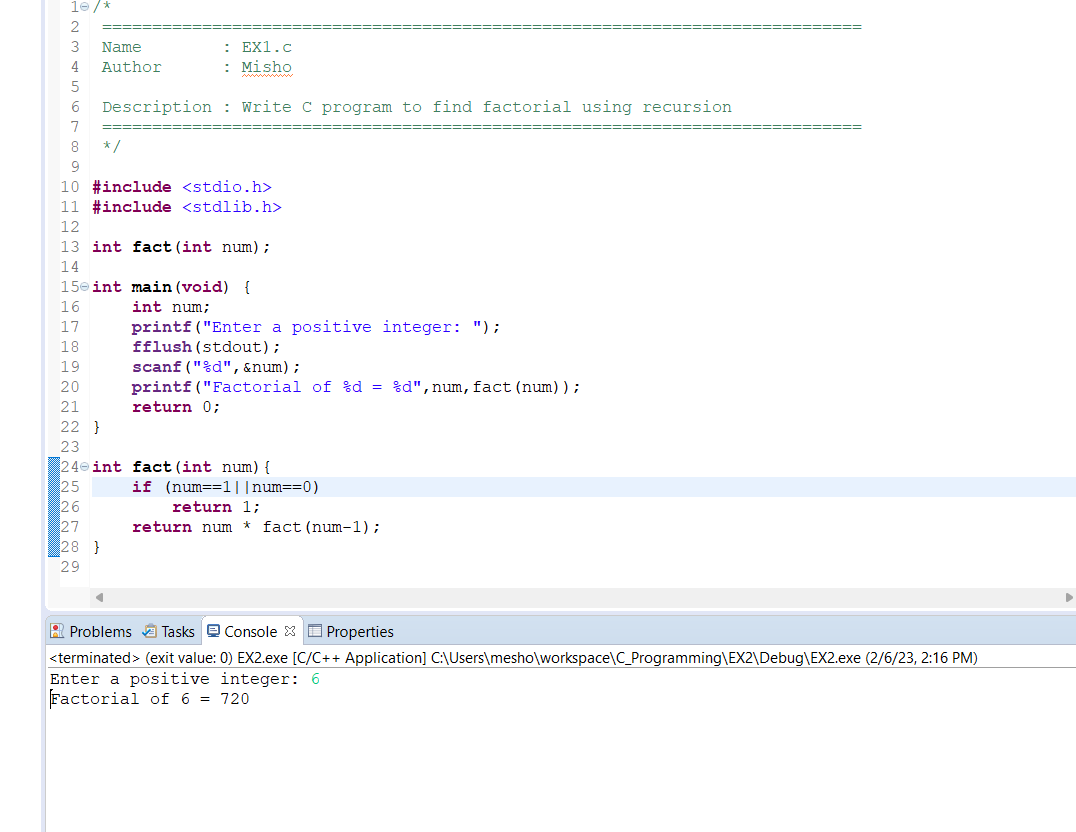 1 /*
2 ============================================================================
3 Name        : EX1.c
4 Author      : Misho
5
6 Description : Write C program to find factorial using recursion
7 ============================================================================
8 */
9
10 #include <stdio.h>
11 #include <stdlib.h>
12
13 int fact(int num);
14
15 int main(void) {
16     int num;
17     printf("Enter a positive integer: ");
18     fflush(stdout);
19     scanf("%d",&num);
20     printf("Factorial of %d = %d",num,fact(num));
21     return 0;
22 }
23
24 int fact(int num){
25     if (num==1||num==0)
26         return 1;
27     return num * fact(num-1);
28 }
29
Problems Tasks Console Properties
<terminated> (exit value: 0) EX2.exe [C/C++ Application] C:\Users\mesho\workspace\C_Programming\EX2\Debug\EX2.exe (2/6/23, 2:16 PM)
Enter a positive integer: 6
Factorial of 6 = 720